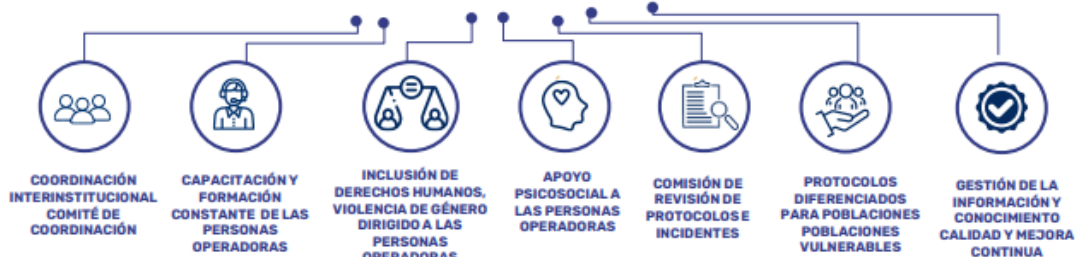 COORDINACIÓN
INTERINSTITUCIONAL
COMITÉ DE
COORDINACIÓN
CAPACITACIÓN Y
FORMACIÓN
CONSTANTE DE LAS
PERSONAS
OPERADORAS
INCLUSIÓN DE
DERECHOS HUMANOS,
VIOLENCIA DE GÉNERO
DIRIGIDO A LAS
PERSONAS
OPERADORAS
APOYO
PSICOSOCIAL A
LAS PERSONAS
OPERADORAS
COMISIÓN DE
REVISIÓN DE
PROTOCOLOS E
INCIDENTES
PROTOCOLOS
DIFERENCIADOS
PARA POBLACIONES
POBLACIONES
VULNERABLES
GESTIÓN DE LA
INFORMACIÓN Y
CONOCIMIENTO
CALIDAD Y MEJORA
CONTINUA